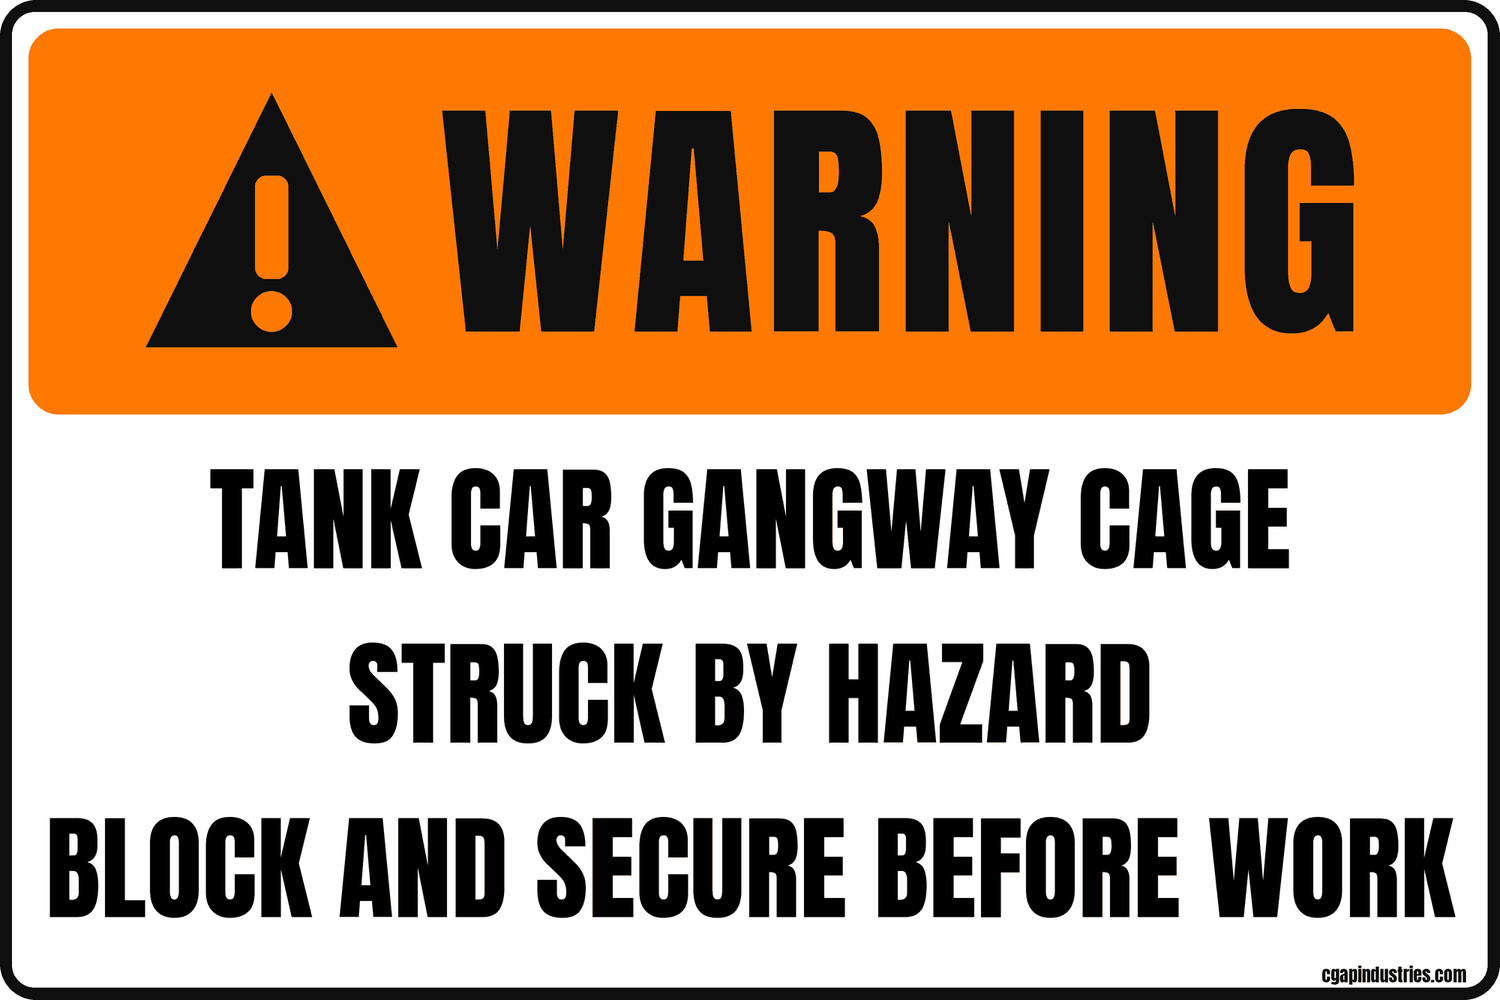 WARNING
TANK CAR GANGWAY CAGE
STRUCK BY HAZARD
BLOCK AND SECURE BEFORE WORK
cgapindustries.com